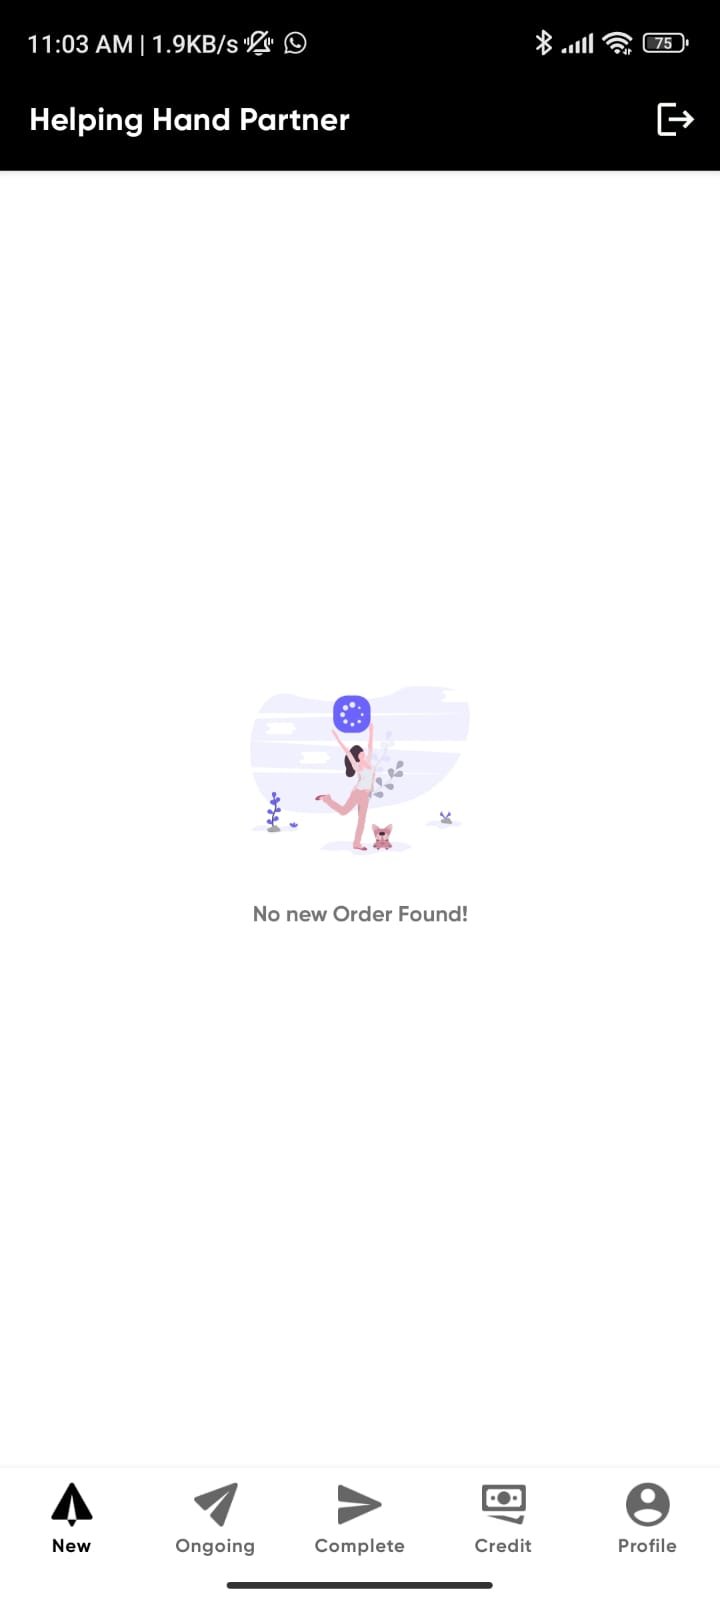 11:03 AM | 1.9KB/s
75
Helping Hand Partner
No new Order Found!
New
Ongoing
Complete
Credit
Profile